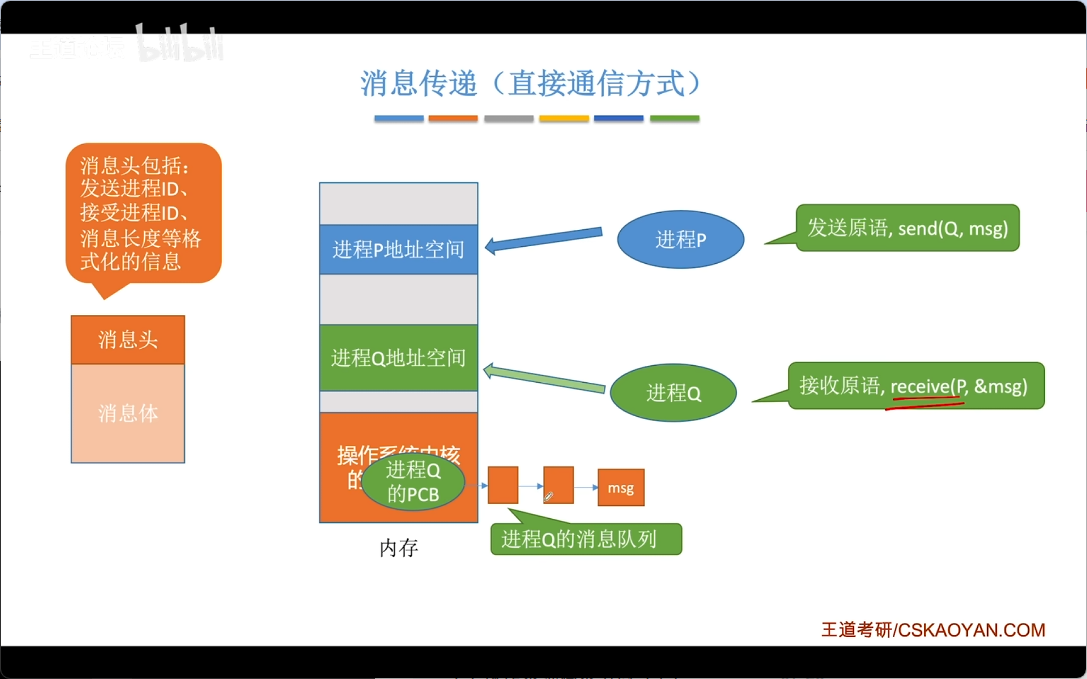 bilibili
消息传递（直接通信方式）
消息头包括：
发送进程ID、
接受进程ID、
消息长度等格
式化的信息
消息头
消息体
进程P地址空间
进程Q地址空间
操作系统内核
的
进程Q
的PCB
内存
进程P
发送原语, send(Q, msg)
进程Q
接收原语, receive(P, &msg)
msg
进程Q的消息队列
王道考研/CSKAOYAN.COM